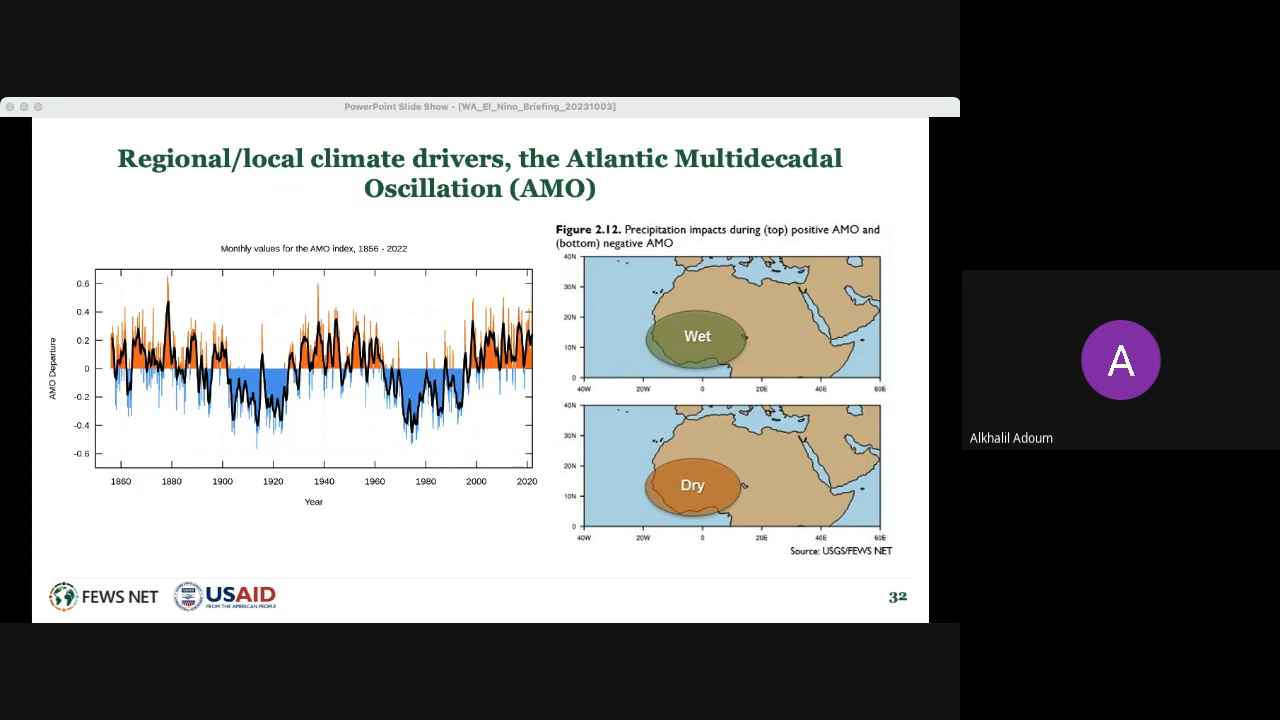 PowerPoint Slide Show - [WA_El_Nino_Briefing_20231003]
Regional/local climate drivers, the Atlantic Multidecadal
Oscillation (AMO)
Monthly values for the AMO index, 1856 - 2022
AMO Departure
0.6
0.4
0.2
0
-0.2
-0.4
-0.6
1860 1880 1900 1920 1940 1960 1980 2000 2020
Year
Figure 2.12. Precipitation impacts during (top) positive AMO and
(bottom) negative AMO
40N
30N
20N
10N
0
Wet
40W 20W 0 20E 40E 60E
40N
30N
20N
10N
0
Dry
40W 20W 0 20E 40E 60E
Source: USGS/FEWS NET
FEWS NET
USAID
FROM THE AMERICAN PEOPLE
32
A
Alkhalil Adoum